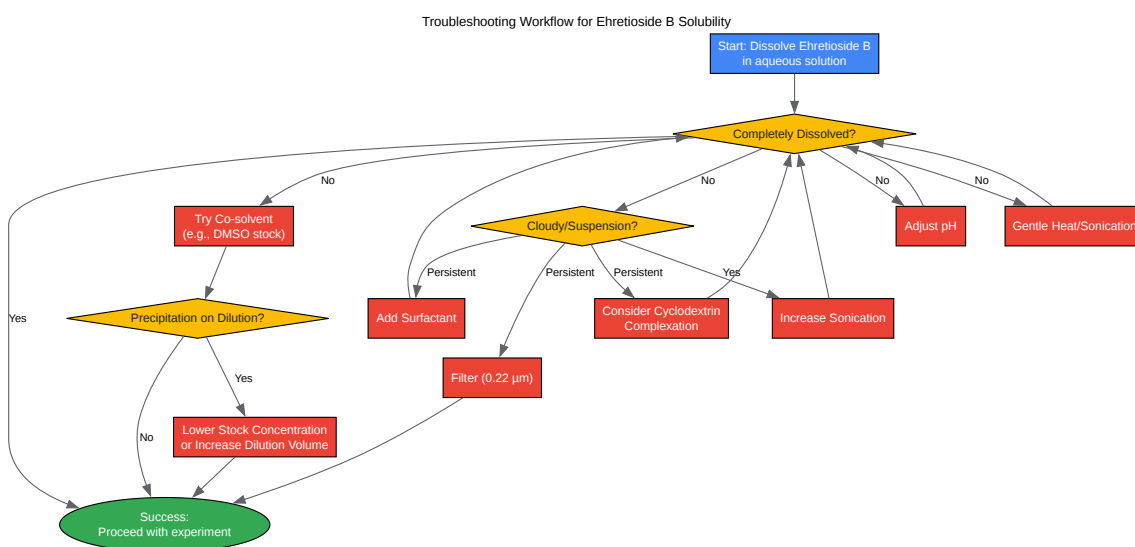 Troubleshooting Workflow for Ehretioside B Solubility
Start: Dissolve Ehretioside B
in aqueous solution
Completely Dissolved?
No
No
No
No
Try Co-solvent
(e.g., DMSO stock)
Cloudy/Suspension?
Adjust pH
Gentle Heat/Sonication
Persistent
Persistent
Persistent
Yes
Yes
Precipitation on Dilution?
Add Surfactant
Consider Cyclodextrin
Complexation
Increase Sonication
Yes
Filter (0.22 µm)
No
Lower Stock Concentration
or Increase Dilution Volume
Success:
Proceed with experiment